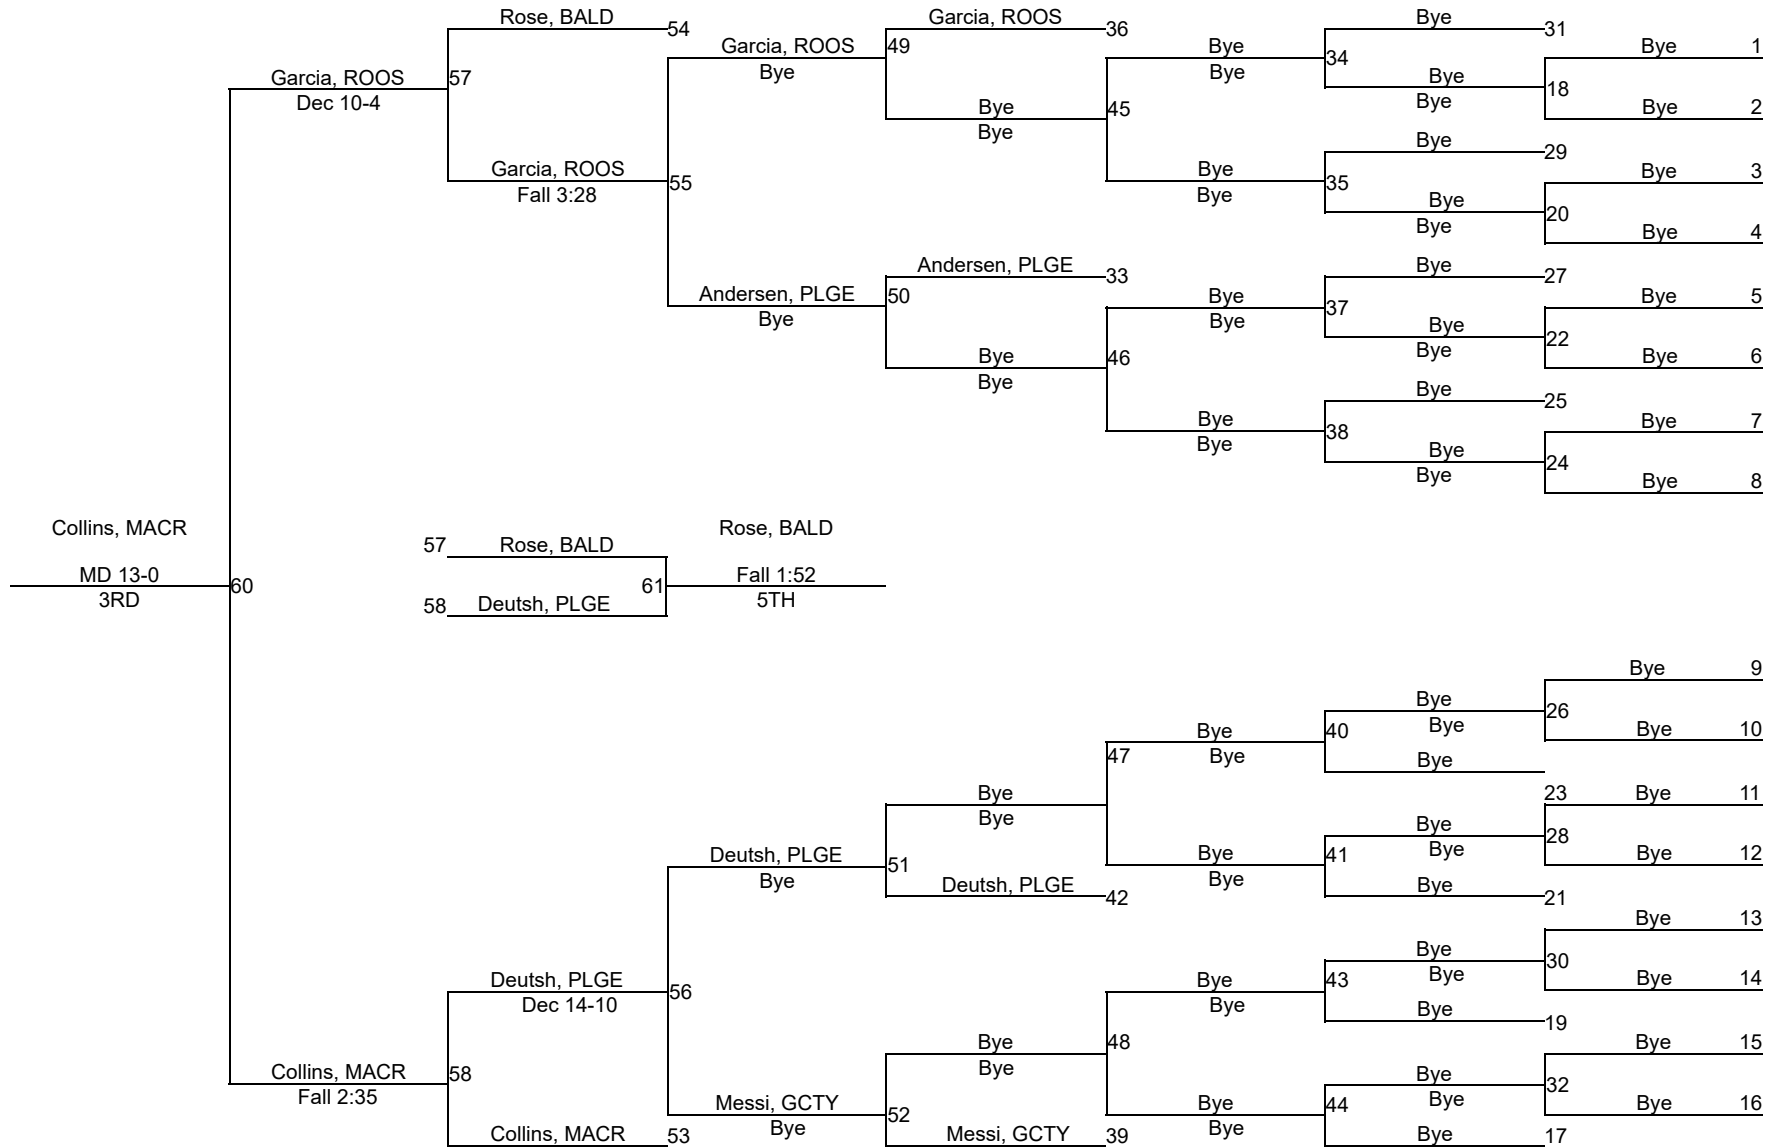 Rose, BALD 54 Garcia, ROOS 36 Bye 31
Garcia, ROOS 49 Bye 34 Bye 1
Garcia, ROOS 57 Bye Bye Bye 18
Dec 10-4 Bye 45 Bye Bye 2
Bye Bye 29
Garcia, ROOS 55 Bye 35 Bye 3
Fall 3:28 Bye Bye 20
Bye Bye 4
Andersen, PLGE 33 Bye 27
Andersen, PLGE 50 Bye 37 Bye 5
Bye Bye Bye 22
Bye 46 Bye Bye 6
Bye Bye 25
Bye 38 Bye 7
Bye Bye 24
Bye Bye 8
Collins, MACR Rose, BALD
57 Rose, BALD
MD 13-0 60 61 Fall 1:52
3RD 58 Deutsh, PLGE 5TH
Bye 9
Bye 26
Bye 40 Bye Bye 10
47 Bye Bye
Bye 23 Bye 11
Bye Bye 28
Deutsh, PLGE 51 Bye 41 Bye Bye 12
Bye Deutsh, PLGE 42 Bye Bye 21
Bye 13
Bye 30
Deutsh, PLGE 56 Bye 43 Bye Bye 14
Dec 14-10 Bye Bye 19
Bye 48 Bye 15
Collins, MACR 58 Bye Bye 32
Fall 2:35 Messi, GCTY 52 Bye 44 Bye Bye 16
Collins, MACR 53 Bye Messi, GCTY 39 Bye Bye 17